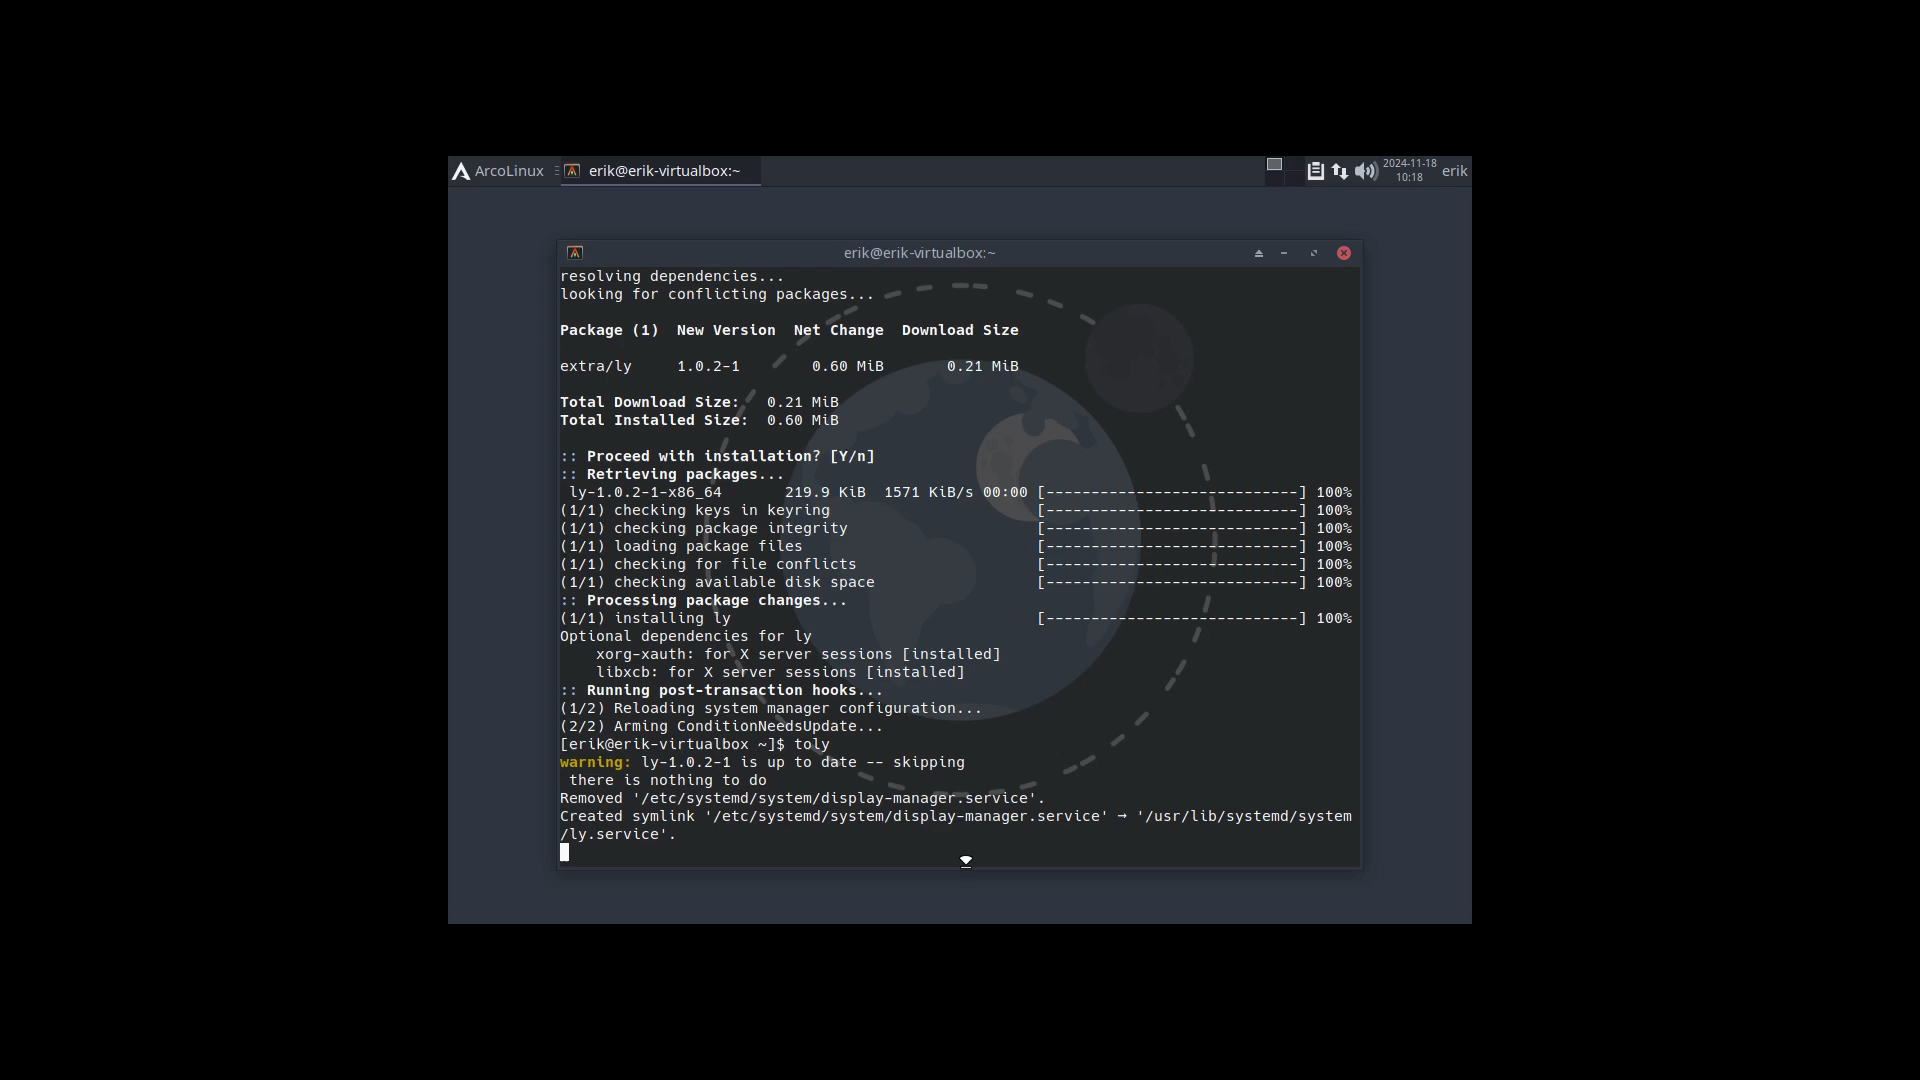 ArcoLinux
erik@erik-virtualbox:~
2024-11-18
10:18
erik
erik@erik-virtualbox:~
resolving dependencies...
looking for conflicting packages...
Package (1)  New Version  Net Change  Download Size
extra/ly     1.0.2-1        0.60 MiB       0.21 MiB
Total Download Size:   0.21 MiB
Total Installed Size:  0.60 MiB
:: Proceed with installation? [Y/n]
:: Retrieving packages...
ly-1.0.2-1-x86_64       219.9 KiB  1571 KiB/s 00:00 [----------------------------] 100%
(1/1) checking keys in keyring                       [----------------------------] 100%
(1/1) checking package integrity                     [----------------------------] 100%
(1/1) loading package files                          [----------------------------] 100%
(1/1) checking for file conflicts                    [----------------------------] 100%
(1/1) checking available disk space                  [----------------------------] 100%
:: Processing package changes...
(1/1) installing ly                                  [----------------------------] 100%
Optional dependencies for ly
    xorg-xauth: for X server sessions [installed]
    libxcb: for X server sessions [installed]
:: Running post-transaction hooks...
(1/2) Reloading system manager configuration...
(2/2) Arming ConditionNeedsUpdate...
[erik@erik-virtualbox ~]$ toly
warning: ly-1.0.2-1 is up to date -- skipping
 there is nothing to do
Removed '/etc/systemd/system/display-manager.service'.
Created symlink '/etc/systemd/system/display-manager.service' → '/usr/lib/systemd/system
/ly.service'.